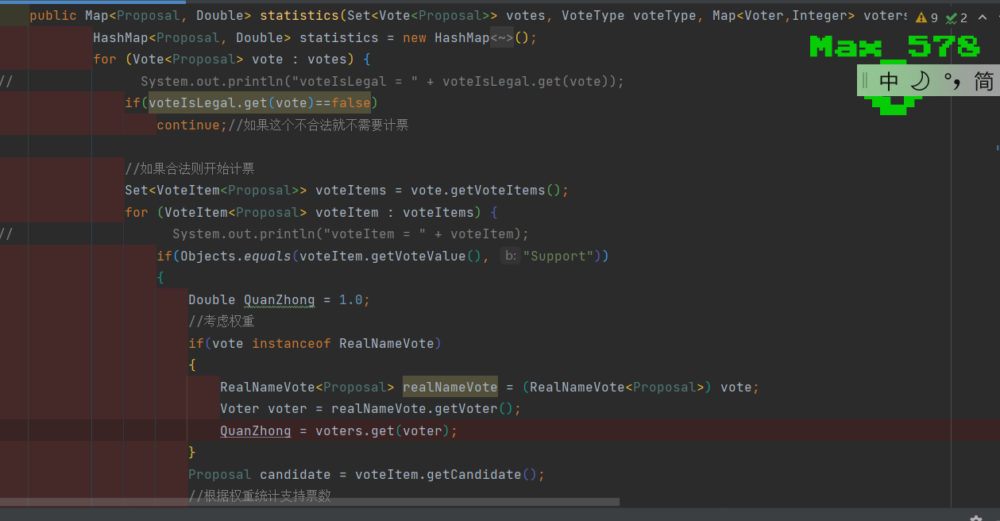 public Map<Proposal, Double> statistics(Set<Vote<Proposal>> votes, VoteType voteType, Map<Voter,Integer> voters 9 2
HashMap<Proposal, Double> statistics = new HashMap<~>();
Max 578
for (Vote<Proposal> vote : votes) {
// System.out.println("voteIsLegal = " + voteIsLegal.get(vote));
中 °, 简
if(voteIsLegal.get(vote)==false)
continue;//如果这个不合法就不需要计票
//如果合法则开始计票
Set<VoteItem<Proposal>> voteItems = vote.getVoteItems();
for (VoteItem<Proposal> voteItem : voteItems) {
// System.out.println("voteItem = " + voteItem);
if(Objects.equals(voteItem.getVoteValue(), b: "Support"))
{
Double QuanZhong = 1.0;
//考虑权重
if(vote instanceof RealNameVote)
{
RealNameVote<Proposal> realNameVote = (RealNameVote<Proposal>) vote;
Voter voter = realNameVote.getVoter();
QuanZhong = voters.get(voter);
}
Proposal candidate = voteItem.getCandidate();
//根据权重统计支持票数